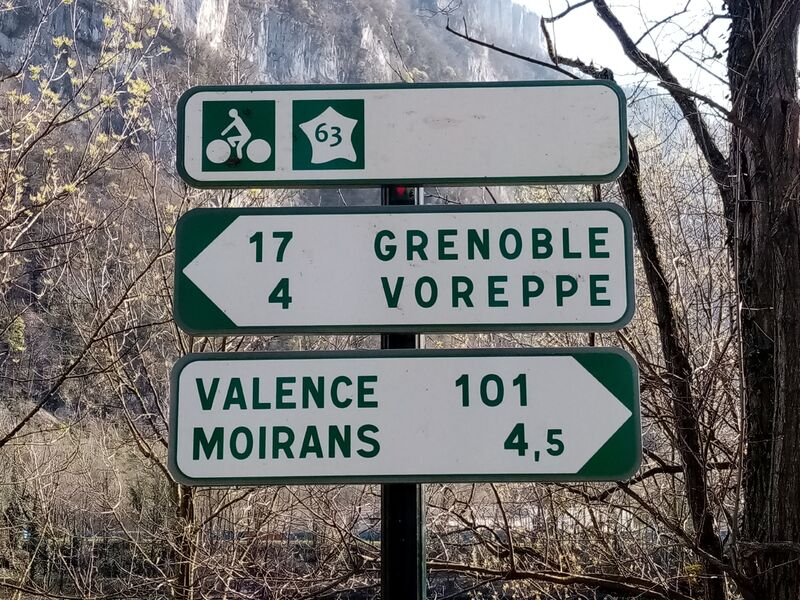 63
17 GRENOBLE
4 VOREPPE
VALENCE 101
MOIRANS 4,5